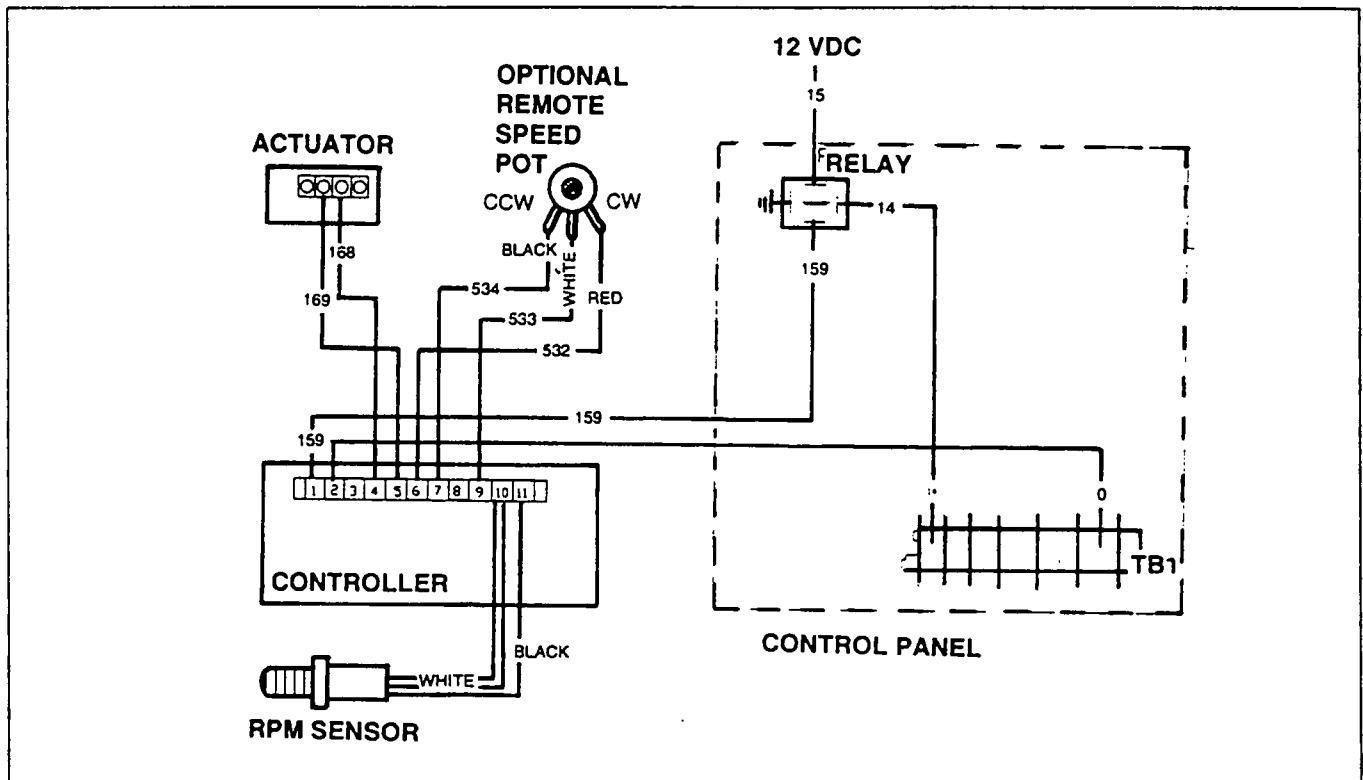 12 VDC
15
OPTIONAL
REMOTE
SPEED
POT
ACTUATOR
RELAY
CCW
CW
14
BLACK
WHITE
RED
168
169
534
533
532
159
159
159
0
1 2 3 4 5 6 7 8 9 10 11
TB1
CONTROLLER
CONTROL PANEL
BLACK
WHITE
RPM SENSOR